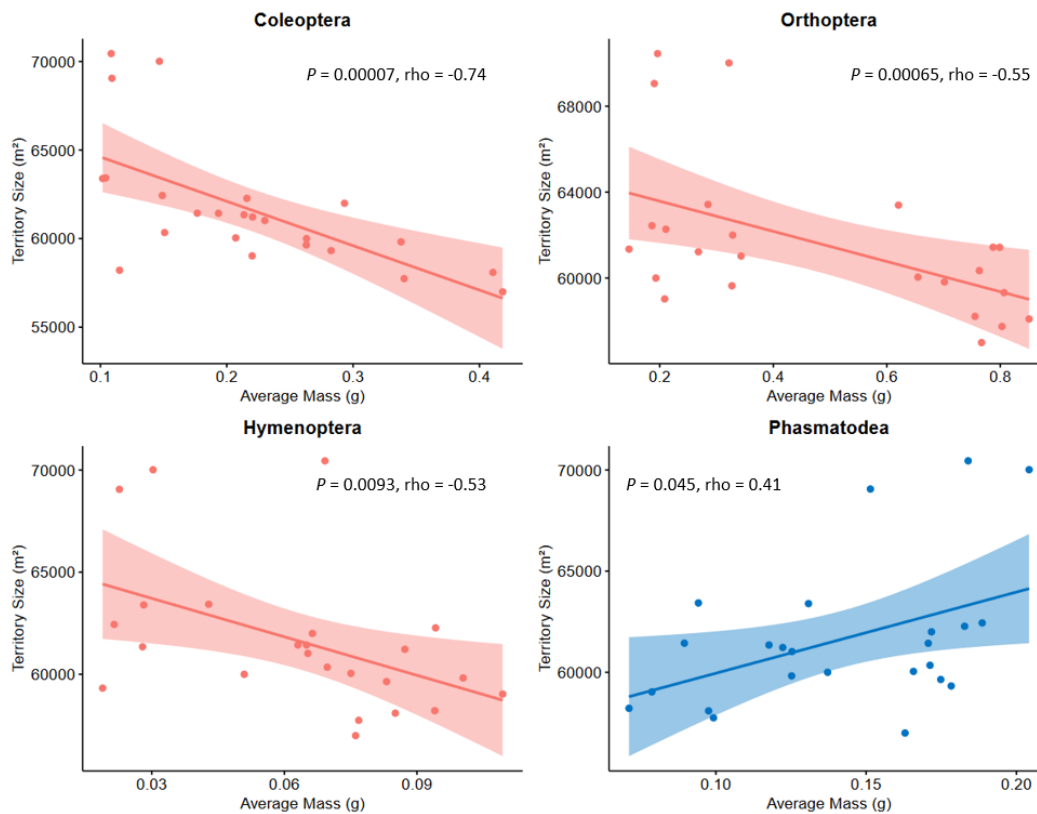 Coleoptera
P = 0.00007, rho = -0.74
Territory Size (m²)
70000
65000
60000
55000
0.1 0.2 0.3 0.4
Average Mass (g)
Orthoptera
P = 0.00065, rho = -0.55
Territory Size (m²)
68000
64000
60000
0.2 0.4 0.6 0.8
Average Mass (g)
Hymenoptera
P = 0.0093, rho = -0.53
Territory Size (m²)
70000
65000
60000
0.03 0.06 0.09
Average Mass (g)
Phasmatodea
P = 0.045, rho = 0.41
Territory Size (m²)
70000
65000
60000
0.10 0.15 0.20
Average Mass (g)